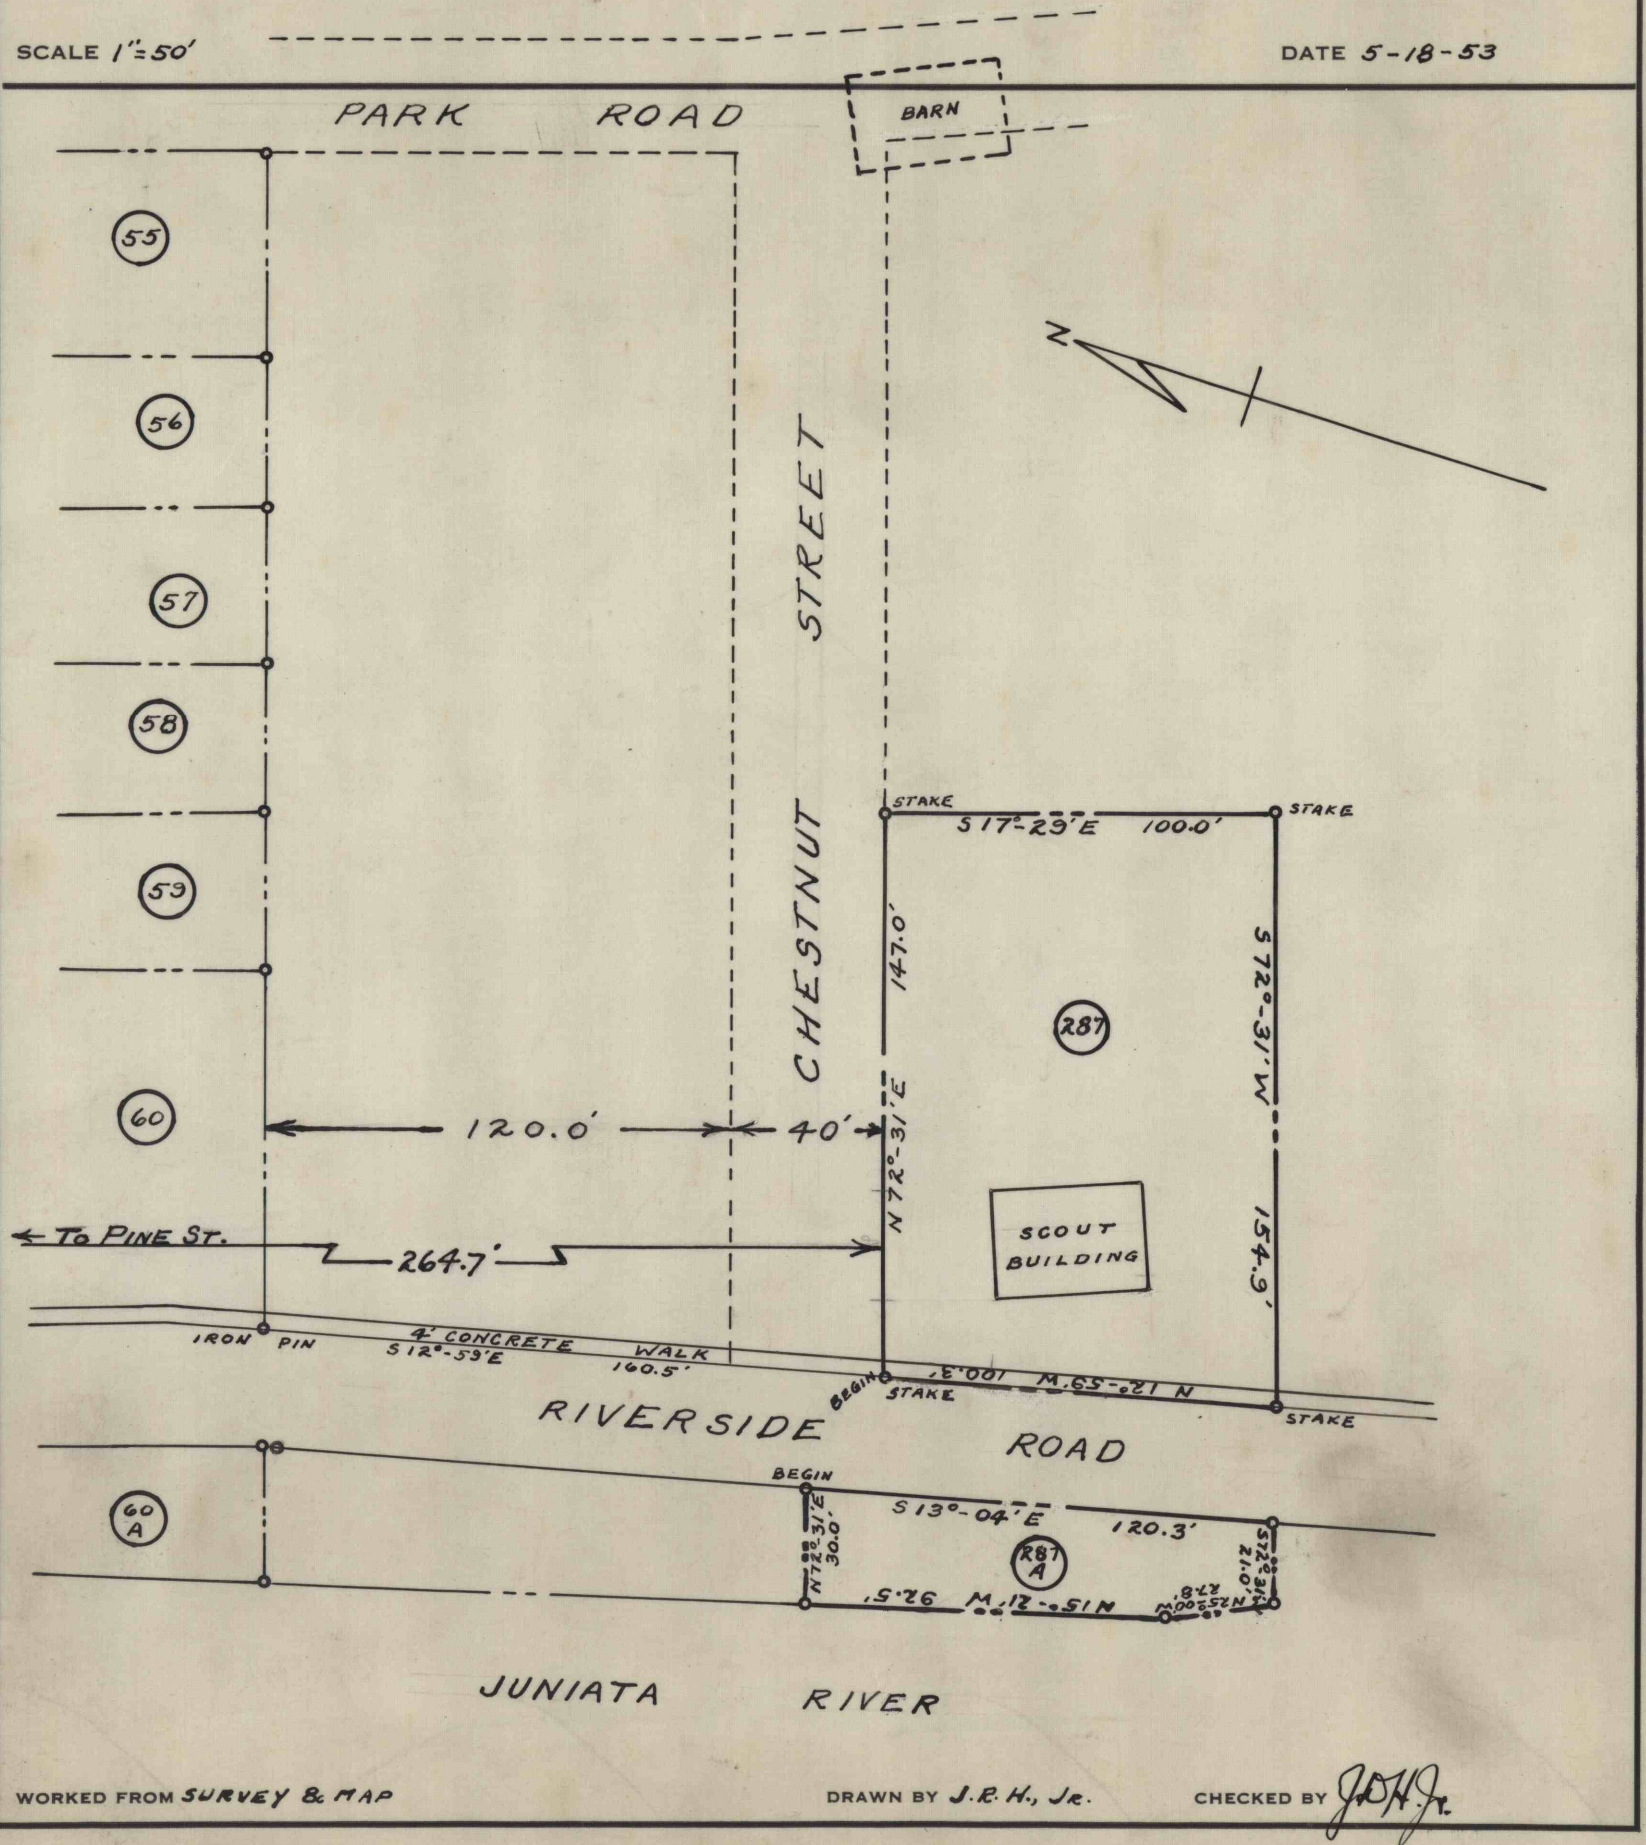 SCALE 1"=50'
DATE 5-18-53
PARK ROAD
BARN
55
N
56
STREET
57
58
STAKE
STAKE
S 17°-29' E 100.0'
CHESTNUT
59
147.0'
S 72°-31' W
287
60
120.0'
40'
N 72°-31' E
SCOUT
BUILDING
154.9'
TO PINE ST.
264.7'
IRON PIN
4' CONCRETE WALK
S 12°-59' E 160.5'
N 12°-59' W 100.3'
BEGIN
STAKE
STAKE
RIVERSIDE ROAD
BEGIN
S 13°-04' E 120.3'
60
A
N 72°-31' E
30.0'
287
A
S 72°-31' W
21.0'
N 25°-00' W
27.8'
N 15°-21' W 92.5'
JUNIATA RIVER
WORKED FROM SURVEY & MAP
DRAWN BY J.R.H., JR.
CHECKED BY J.D.H. Jr.